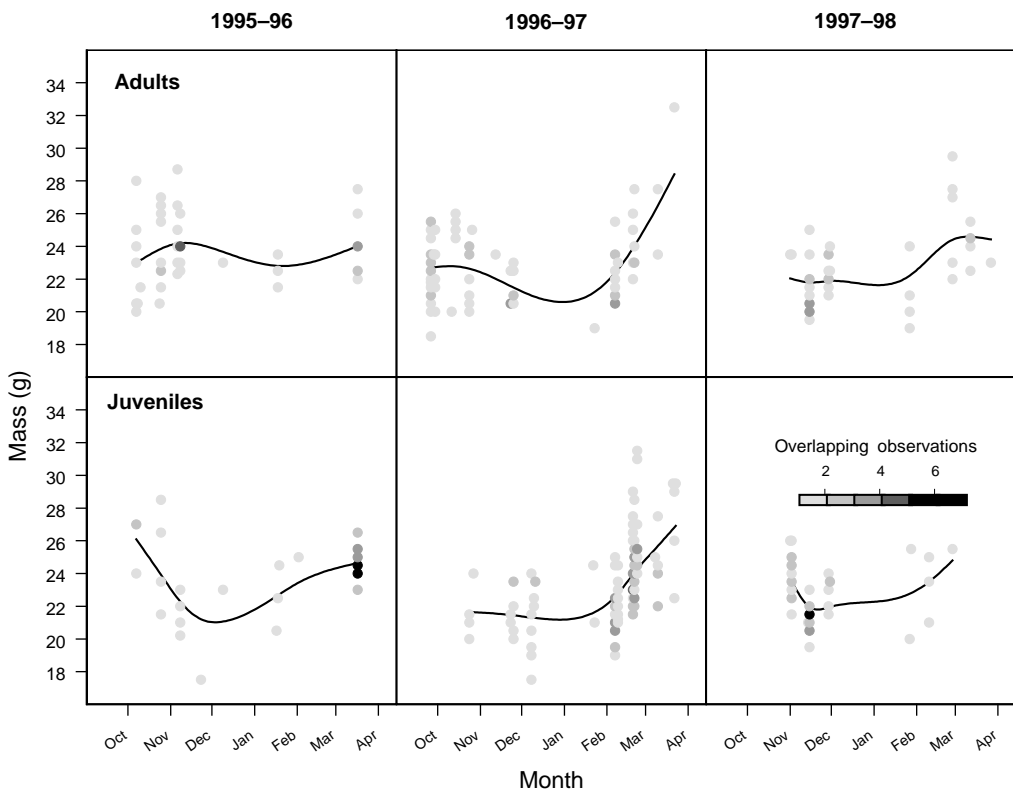 1995–96 1996–97 1997–98
Adults
34
32
30
28
26
24
22
20
18
Mass (g)
Juveniles
34
32
30
28
26
24
22
20
18
Overlapping observations
2 4 6
Oct Nov Dec Jan Feb Mar Apr Oct Nov Dec Jan Feb Mar Apr Oct Nov Dec Jan Feb Mar Apr
Month